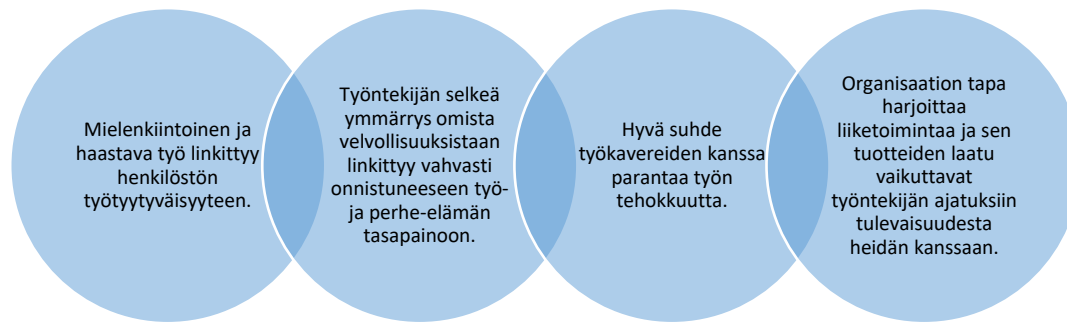 Mielenkiintoinen ja
haastava työ linkittyy
henkilöstön
työtyytyväisyyteen.
Työntekijän selkeä
ymmärrys omista
velvollisuuksistaan
linkittyy vahvasti
onnistuneeseen työ-
ja perhe-elämän
tasapainoon.
Hyvä suhde
työkavereiden kanssa
parantaa työn
tehokkuutta.
Organisaation tapa
harjoittaa
liiketoimintaa ja sen
tuotteiden laatu
vaikuttavat
työntekijän ajatuksiin
tulevaisuudesta
heidän kanssaan.